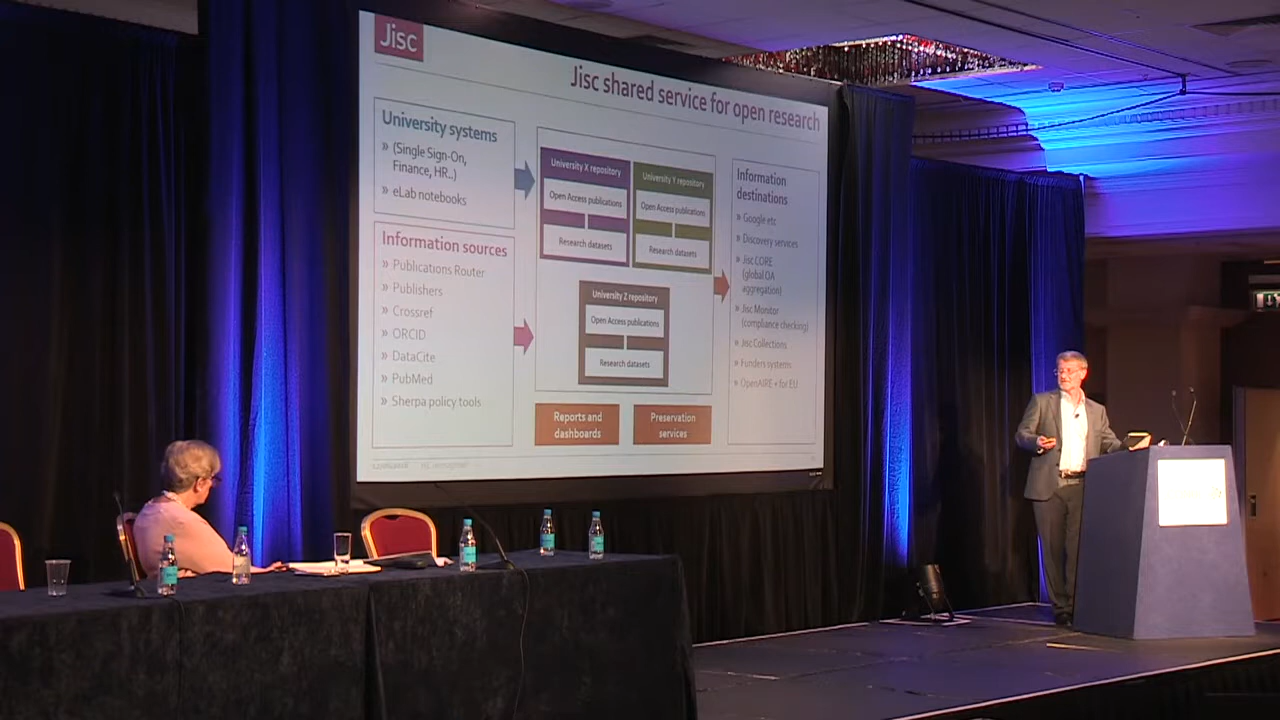 Jisc
Jisc shared service for open research
University systems
» (Single Sign-On,
Finance, HR..)
» eLab notebooks
Information sources
» Publications Router
» Publishers
» Crossref
» ORCID
» DataCite
» PubMed
» Sherpa policy tools
University X repository
Open Access publications
Research datasets
University Y repository
Open Access publications
Research datasets
University Z repository
Open Access publications
Research datasets
Reports and
dashboards
Preservation
services
Information
destinations
» Google etc
» Discovery services
» Jisc CORE
(global OA
aggregation)
» Jisc Monitor
(compliance checking)
» Jisc Collections
» Funders systems
» OpenAIRE + for EU